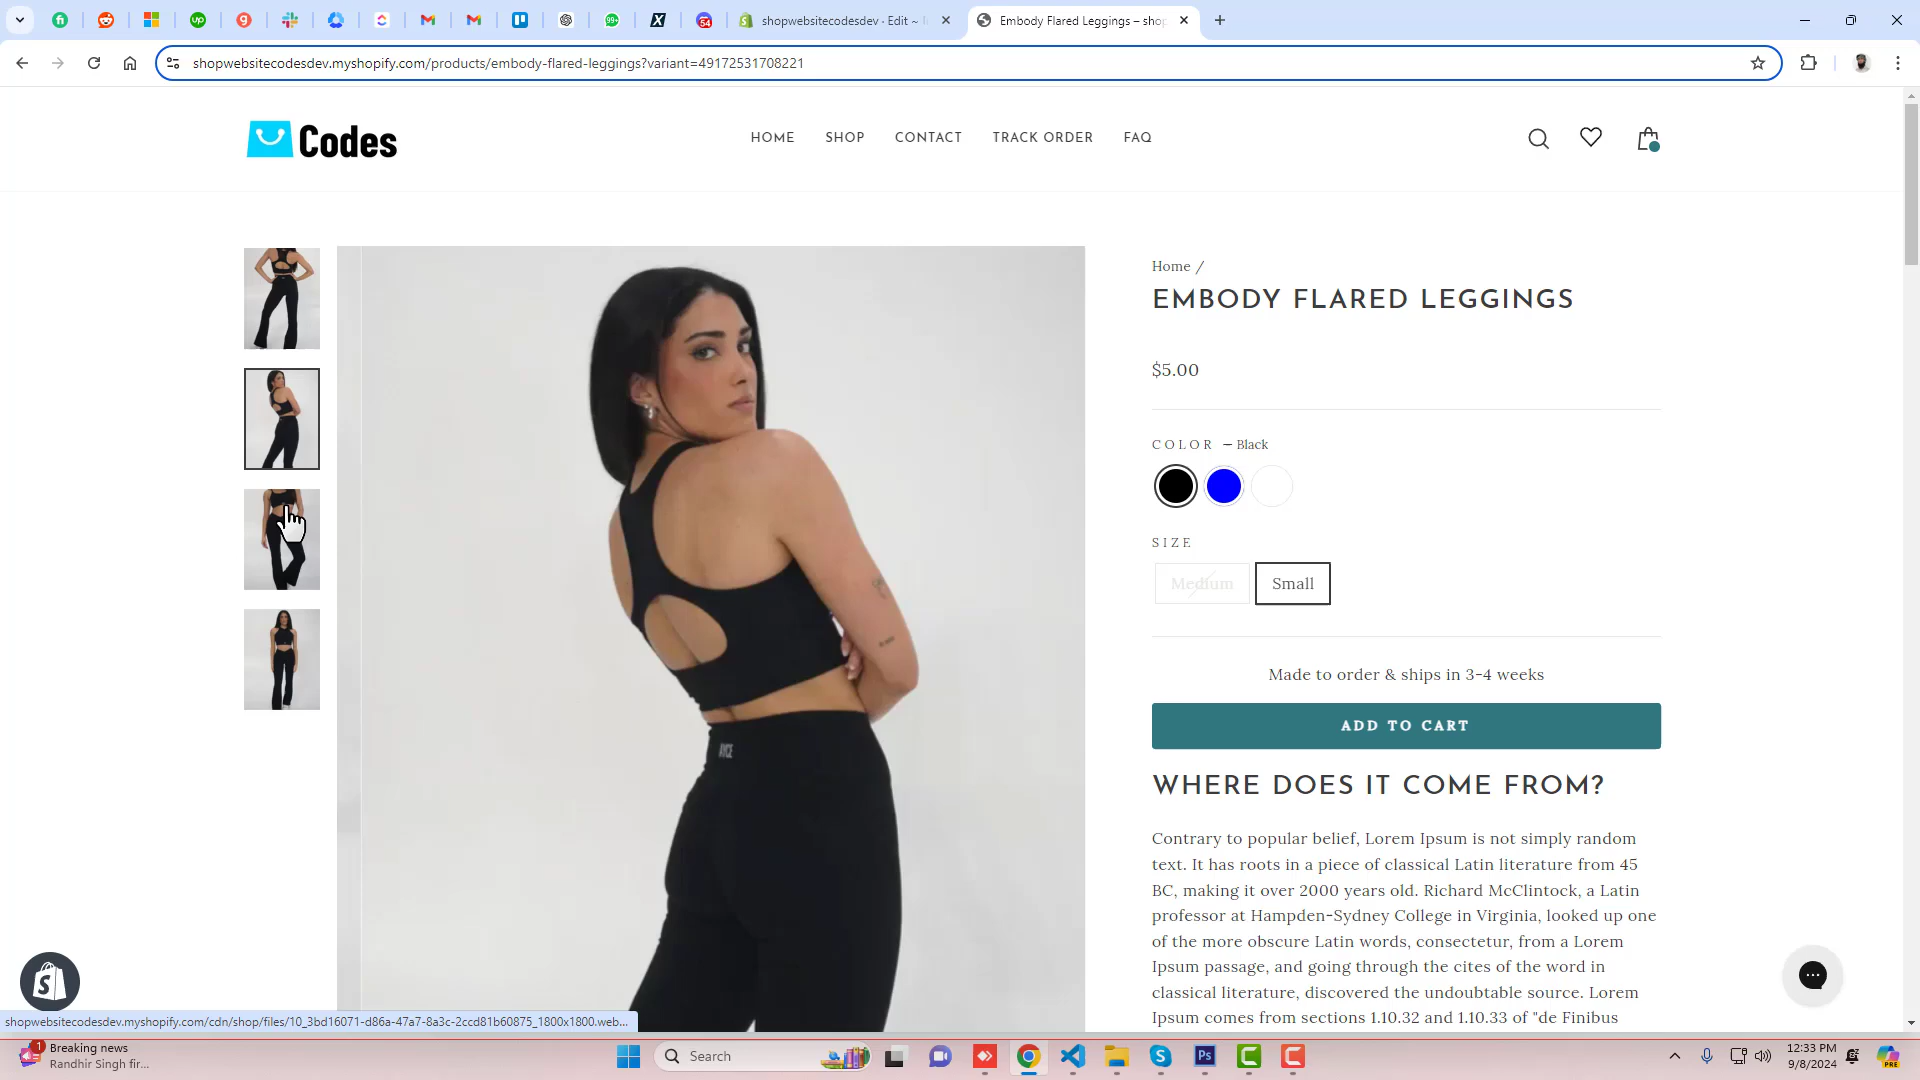 shopwebsitecodesdev - Edit ~
Embody Flared Leggings – shop
shopwebsitecodesdev.myshopify.com/products/embody-flared-leggings?variant=49172531708221
Codes
HOME
SHOP
CONTACT
TRACK ORDER
FAQ
Home /
EMBODY FLARED LEGGINGS
$5.00
COLOR — Black
SIZE
Medium
Small
Made to order & ships in 3-4 weeks
ADD TO CART
WHERE DOES IT COME FROM?
Contrary to popular belief, Lorem Ipsum is not simply random
text. It has roots in a piece of classical Latin literature from 45
BC, making it over 2000 years old. Richard McClintock, a Latin
professor at Hampden-Sydney College in Virginia, looked up one
of the more obscure Latin words, consectetur, from a Lorem
Ipsum passage, and going through the cites of the word in
classical literature, discovered the undoubtable source. Lorem
Ipsum comes from sections 1.10.32 and 1.10.33 of "de Finibus
AYCE
shopwebsitecodesdev.myshopify.com/cdn/shop/files/10_3bd16071-d86a-47a7-8a3c-2ccd81b60875_1800x1800.web...
1
Breaking news
Randhir Singh fir...
Search
12:33 PM
9/8/2024
up
99+
54
Ps
PRE